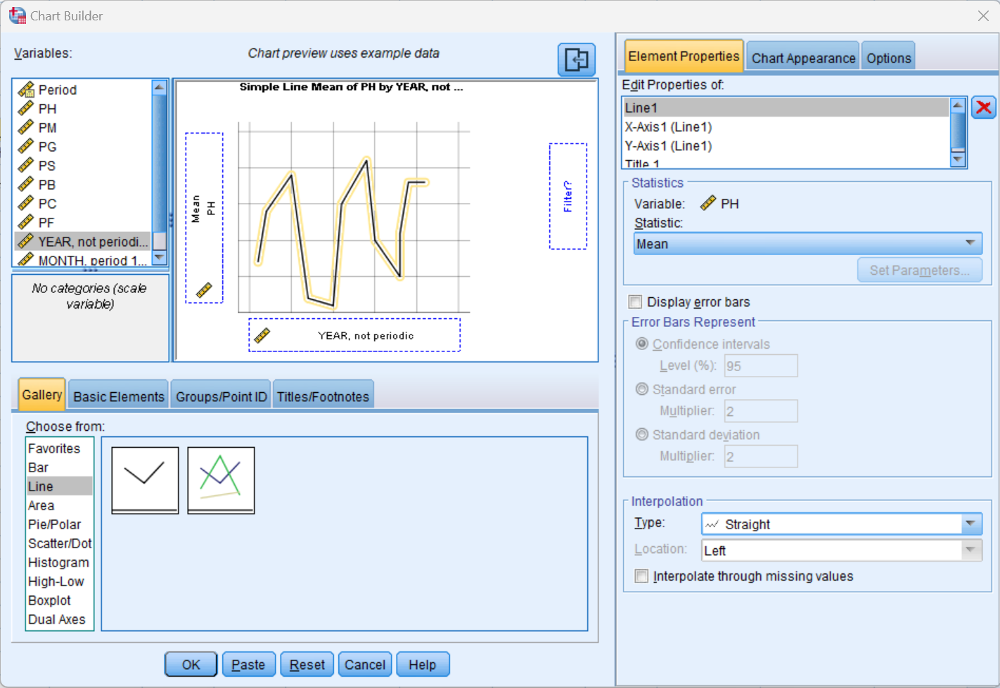 Chart Builder
Variables:
Chart preview uses example data
Period
PH
PM
PG
PS
PB
PC
PF
YEAR, not periodi...
MONTH, period 1...
No categories (scale
variable)
Simple Line Mean of PH by YEAR, not ...
Mean
PH
Filter?
YEAR, not periodic
Gallery
Basic Elements
Groups/Point ID
Titles/Footnotes
Choose from:
Favorites
Bar
Line
Area
Pie/Polar
Scatter/Dot
Histogram
High-Low
Boxplot
Dual Axes
OK
Paste
Reset
Cancel
Help
Element Properties
Chart Appearance
Options
Edit Properties of:
Line1
X-Axis1 (Line1)
Y-Axis1 (Line1)
Title 1
Statistics
Variable: PH
Statistic:
Mean
Set Parameters...
Display error bars
Error Bars Represent
Confidence intervals
Level (%): 95
Standard error
Multiplier: 2
Standard deviation
Multiplier: 2
Interpolation
Type: Straight
Location: Left
Interpolate through missing values